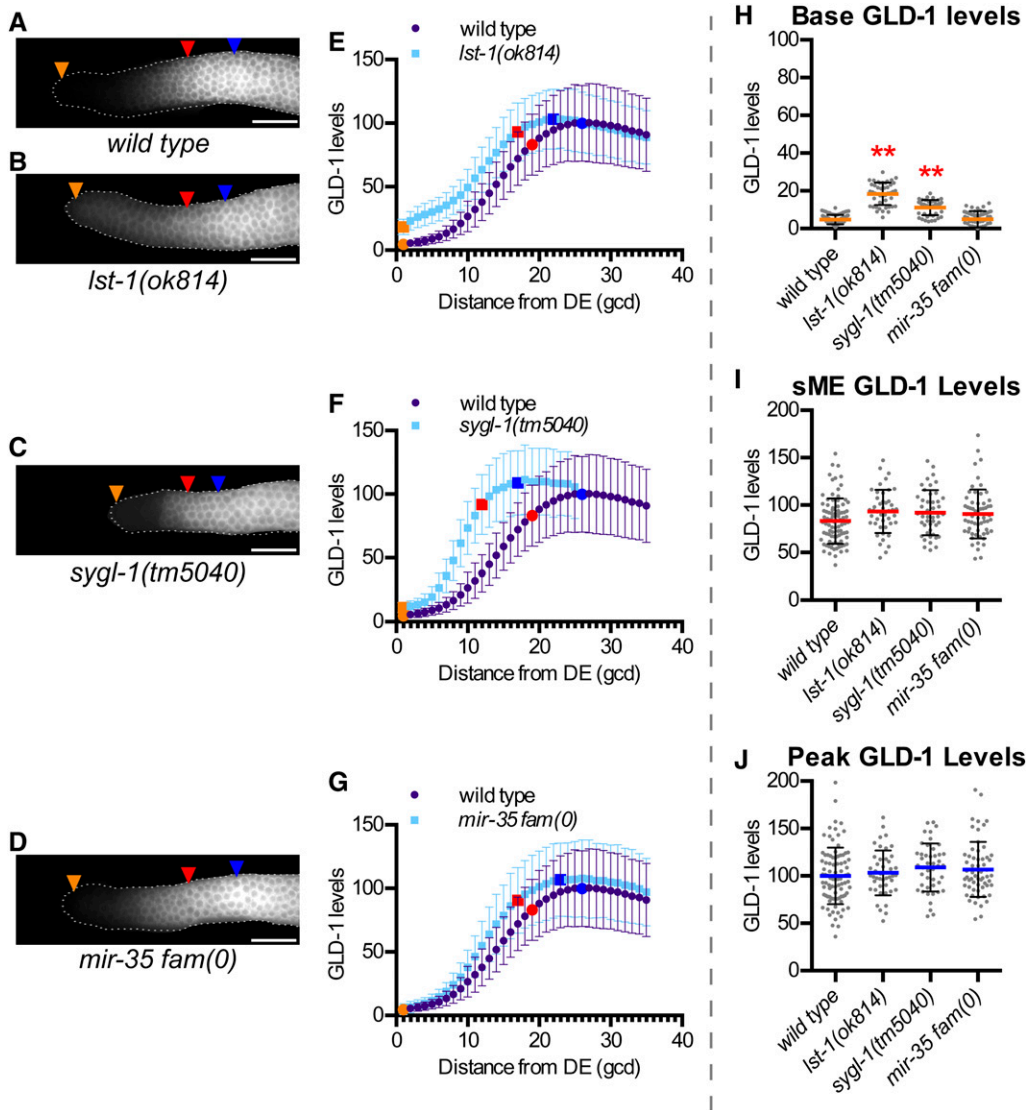 A
wild type
B
lst-1(ok814)
C
sygl-1(tm5040)
D
mir-35 fam(0)
E
wild type
lst-1(ok814)
GLD-1 levels
150
100
50
0
0 10 20 30 40
Distance from DE (gcd)
F
wild type
sygl-1(tm5040)
GLD-1 levels
150
100
50
0
0 10 20 30 40
Distance from DE (gcd)
G
wild type
mir-35 fam(0)
GLD-1 levels
150
100
50
0
0 10 20 30 40
Distance from DE (gcd)
H Base GLD-1 levels
GLD-1 levels
100
80
60
40
20
0
**
**
wild type
lst-1(ok814)
sygl-1(tm5040)
mir-35 fam(0)
I sME GLD-1 Levels
GLD-1 levels
200
150
100
50
0
wild type
lst-1(ok814)
sygl-1(tm5040)
mir-35 fam(0)
J Peak GLD-1 Levels
GLD-1 levels
200
150
100
50
0
wild type
lst-1(ok814)
sygl-1(tm5040)
mir-35 fam(0)